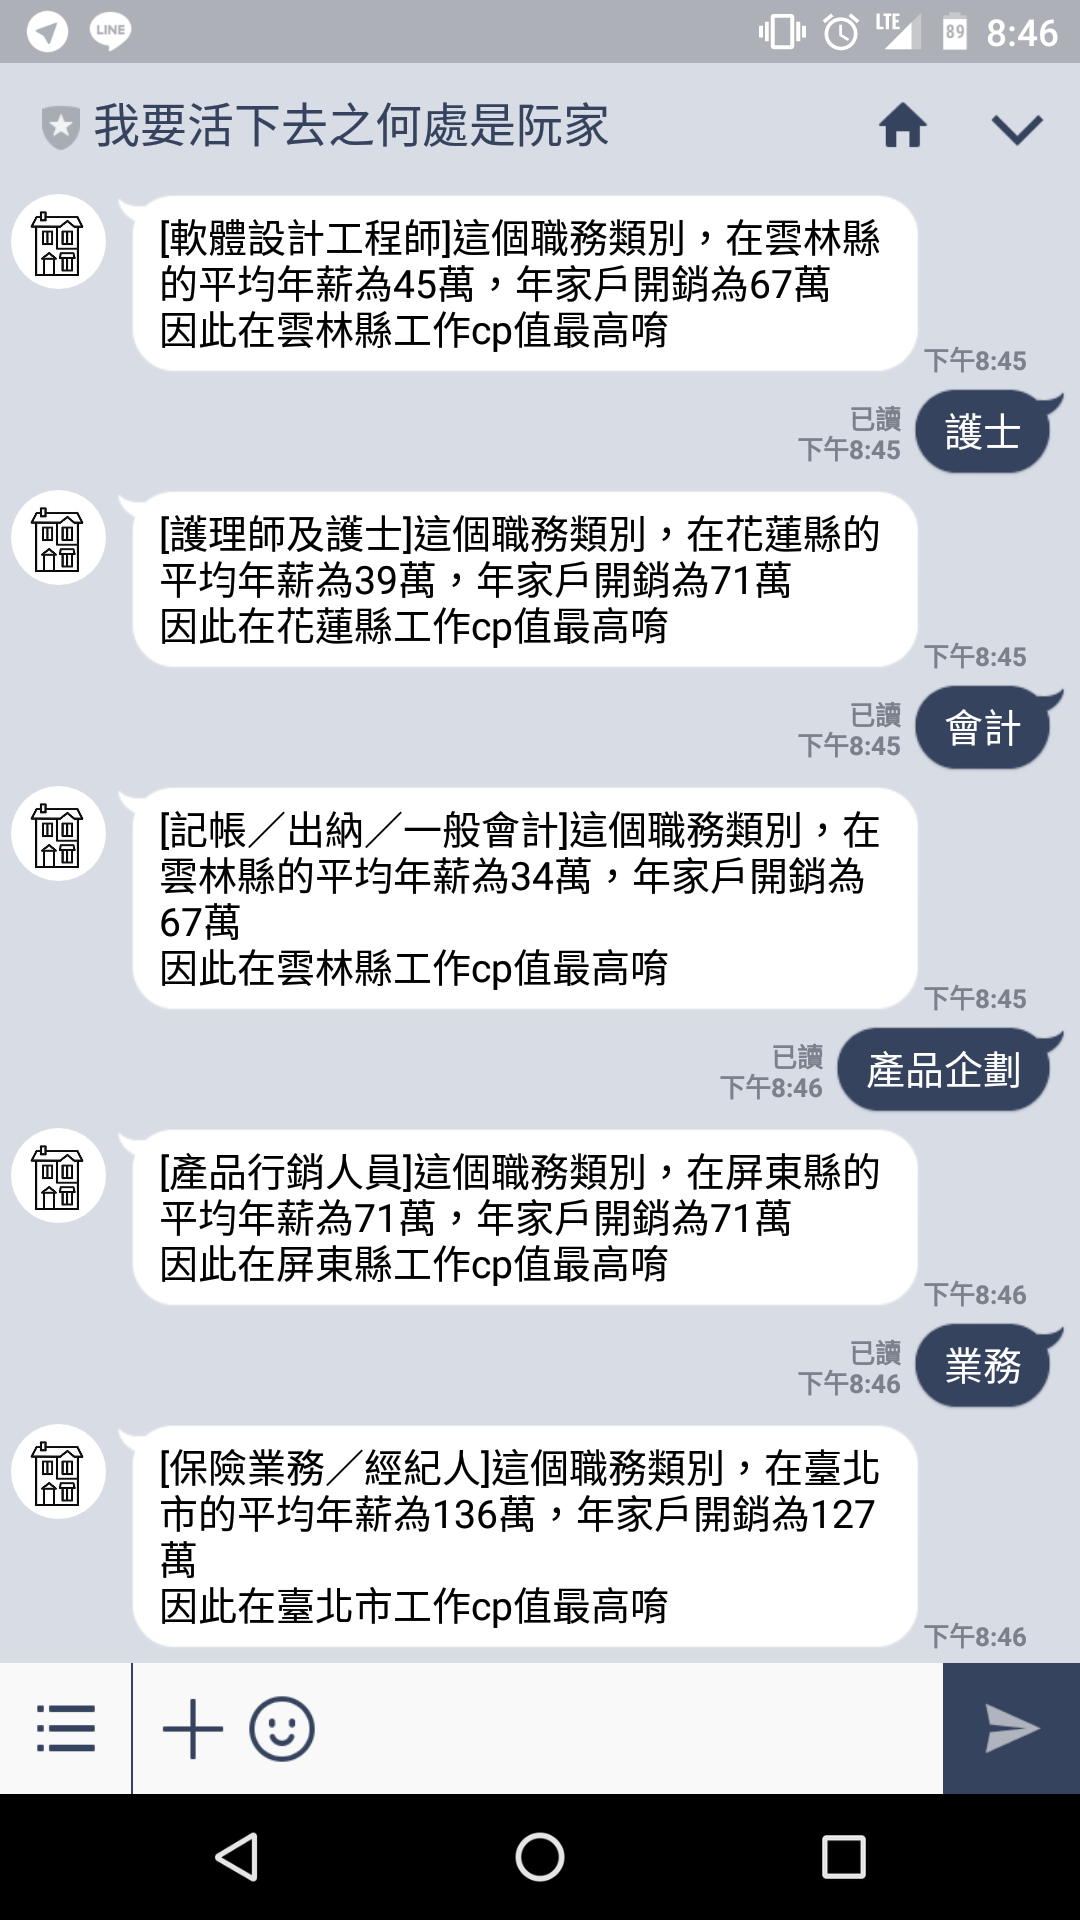 LINE
LTE
89
8:46
我要活下去之何處是阮家
[軟體設計工程師]這個職務類別，在雲林縣
的平均年薪為45萬，年家戶開銷為67萬
因此在雲林縣工作cp值最高唷
下午8:45
護士
已讀
下午8:45
[護理師及護士]這個職務類別，在花蓮縣的
平均年薪為39萬，年家戶開銷為71萬
因此在花蓮縣工作cp值最高唷
下午8:45
會計
已讀
下午8:45
[記帳／出納／一般會計]這個職務類別，在
雲林縣的平均年薪為34萬，年家戶開銷為
67萬
因此在雲林縣工作cp值最高唷
下午8:45
產品企劃
已讀
下午8:46
[產品行銷人員]這個職務類別，在屏東縣的
平均年薪為71萬，年家戶開銷為71萬
因此在屏東縣工作cp值最高唷
下午8:46
業務
已讀
下午8:46
[保險業務／經紀人]這個職務類別，在臺北
市的平均年薪為136萬，年家戶開銷為127
萬
因此在臺北市工作cp值最高唷
下午8:46